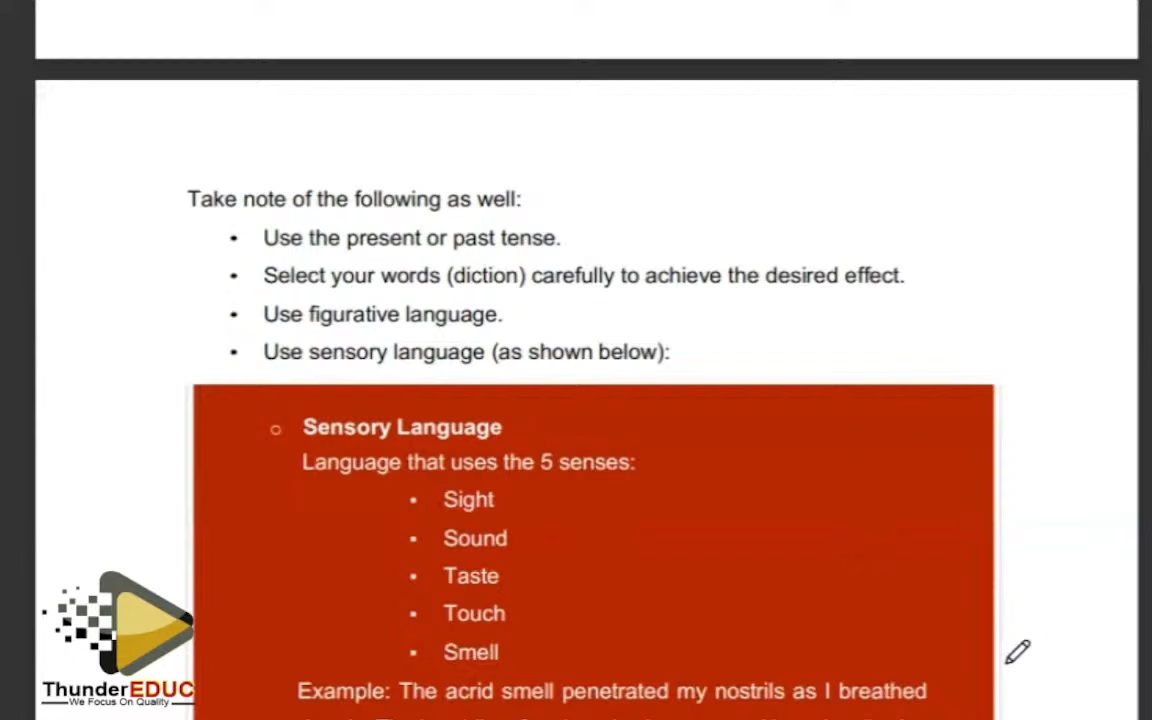 Take note of the following as well:
• Use the present or past tense.
• Select your words (diction) carefully to achieve the desired effect.
• Use figurative language.
• Use sensory language (as shown below):
○ Sensory Language
Language that uses the 5 senses:
▪ Sight
▪ Sound
▪ Taste
▪ Touch
▪ Smell
Example: The acrid smell penetrated my nostrils as I breathed
ThunderEDUC
We Focus On Quality